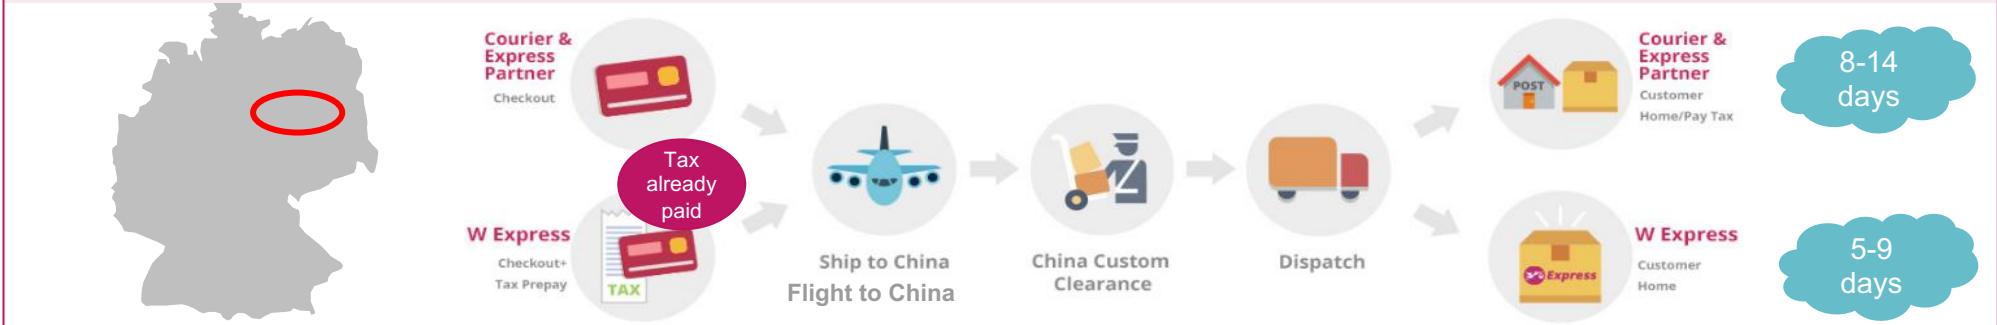 Courier &
Express
Partner
Checkout
Tax
already
paid
W Express
Checkout+
Tax Prepay
TAX
Ship to China
Flight to China
China Custom
Clearance
Dispatch
POST
Courier &
Express
Partner
Customer
Home/Pay Tax
8-14
days
Express
W Express
Customer
Home
5-9
days